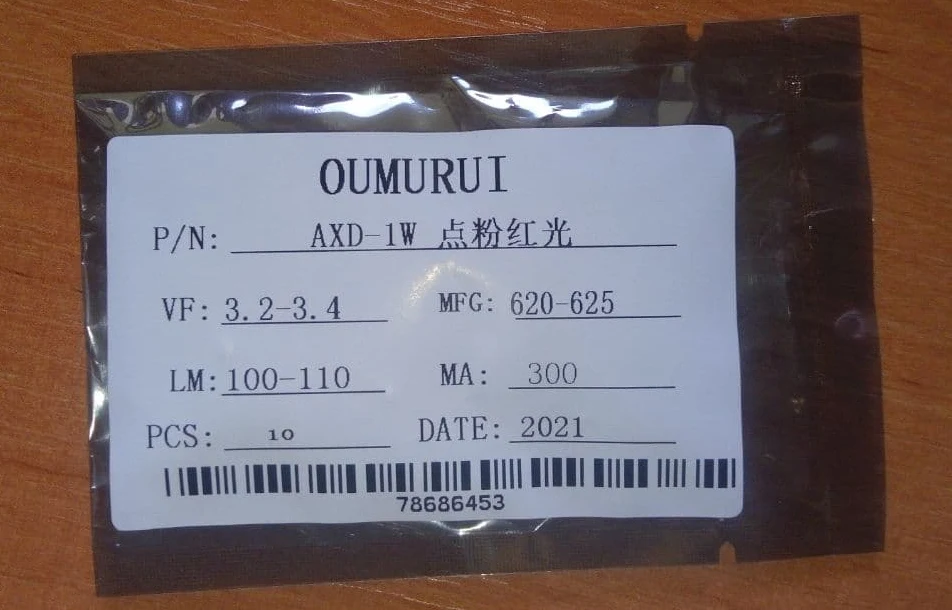 OUMURUI
P/N: AXD-1W 点粉红光
VF: 3.2-3.4 MFG: 620-625
LM: 100-110 MA: 300
PCS: 10 DATE: 2021
78686453